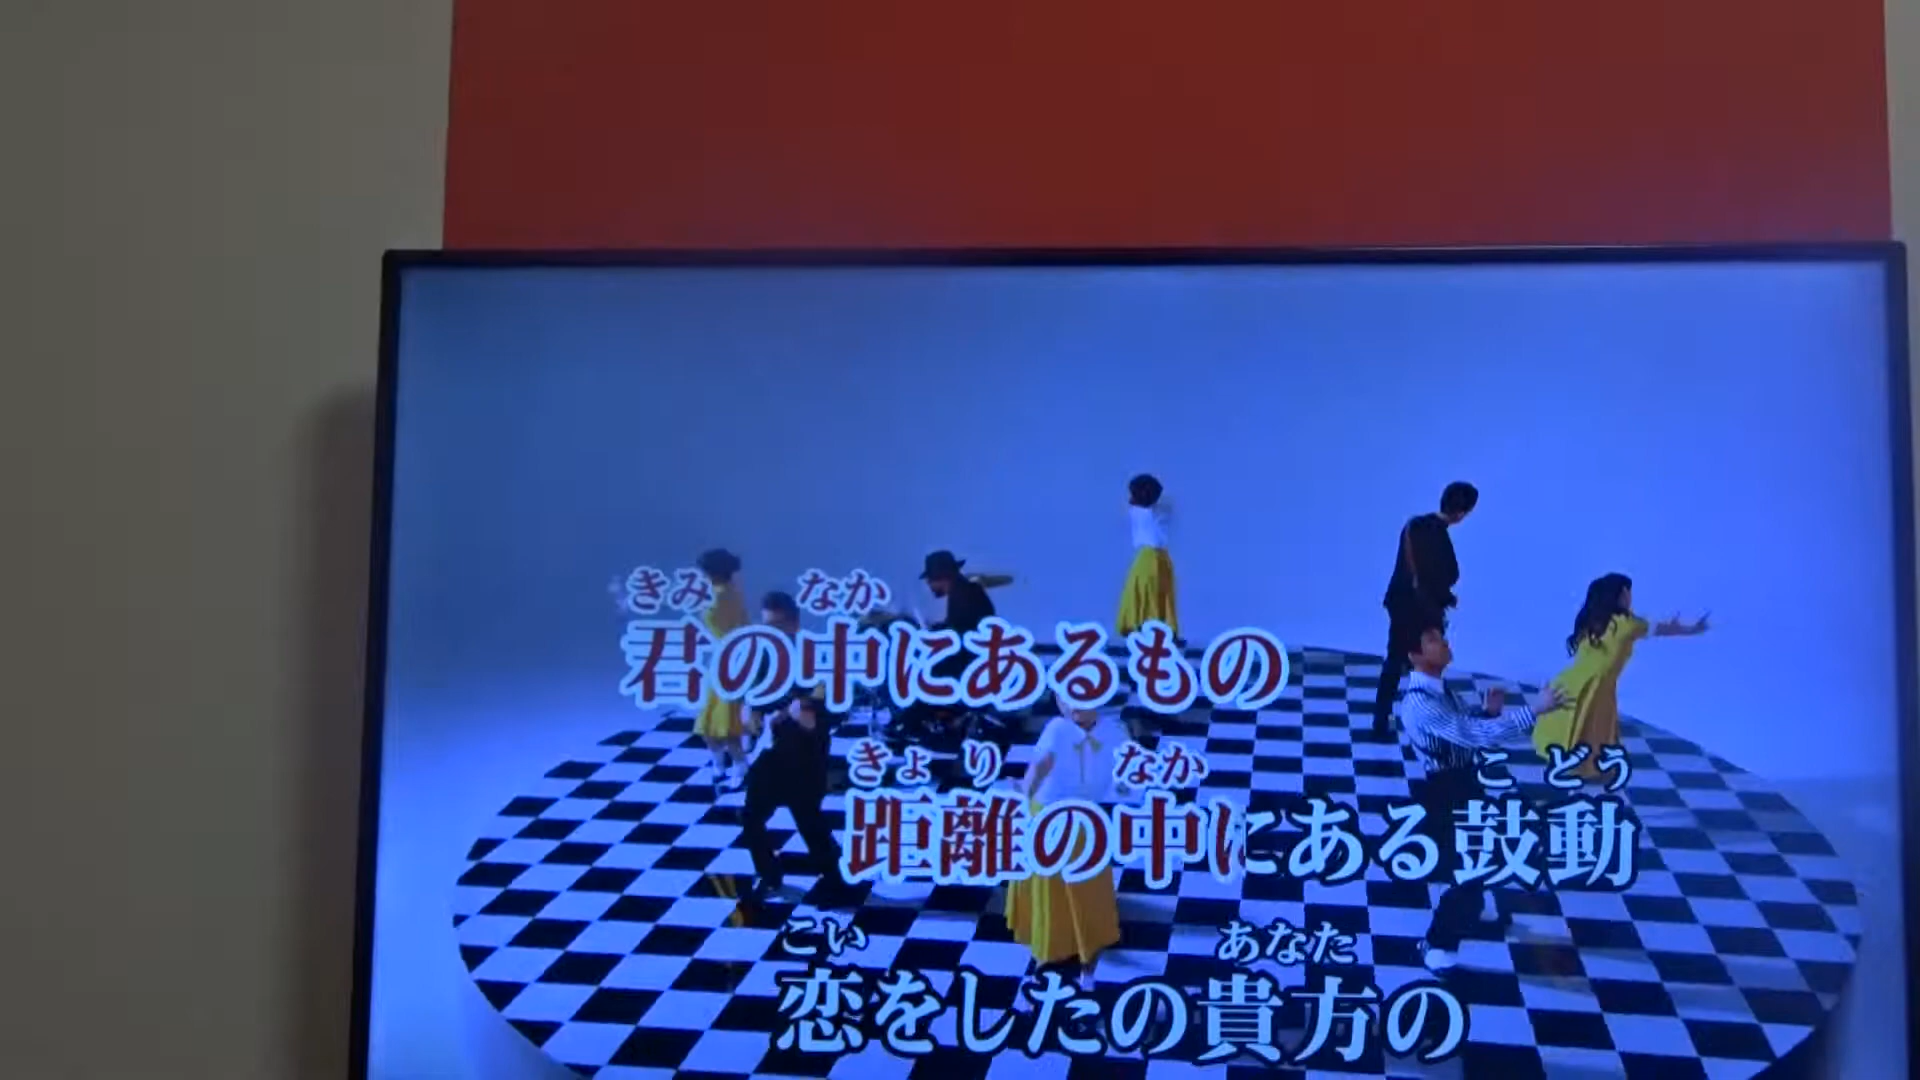 きみ なか
君の中にあるもの
きょり なか こどう
距離の中にある鼓動
こい あなた
恋をしたの貴方の